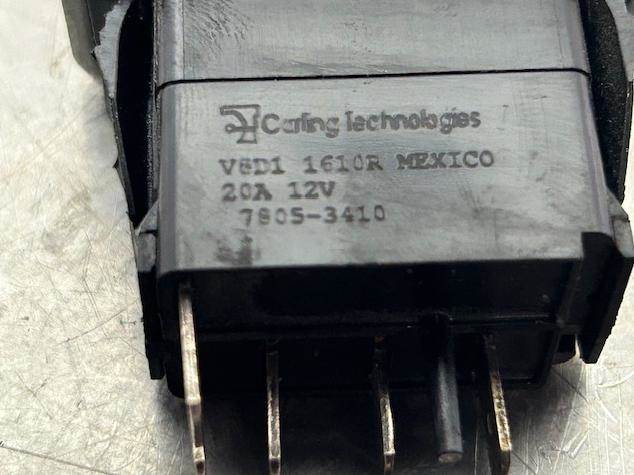 Carling Technologies
V8D1 1610R MEXICO
20A 12V
7805-3410